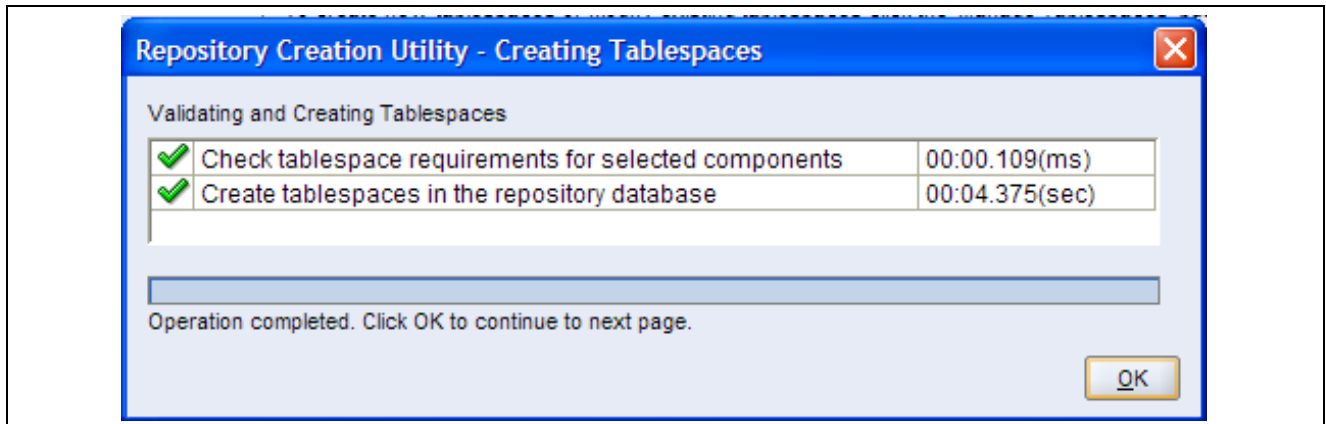 Repository Creation Utility - Creating Tablespaces
Validating and Creating Tablespaces
Check tablespace requirements for selected components 00:00.109(ms)
Create tablespaces in the repository database 00:04.375(sec)
Operation completed. Click OK to continue to next page.
OK